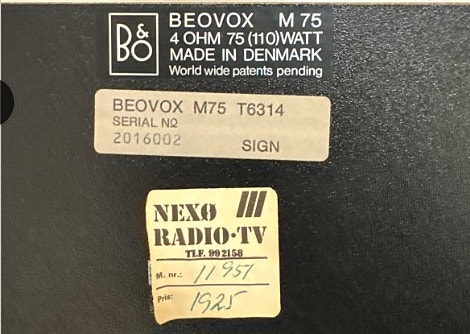 B&O
BEOVOX M 75
4 OHM 75 (110) WATT
MADE IN DENMARK
World wide patents pending
BEOVOX M75 T6314
SERIAL NO
2016002
SIGN
NEXØ
RADIO·TV
TLF. 992158
M. nr.: 11951
Pris: 1925